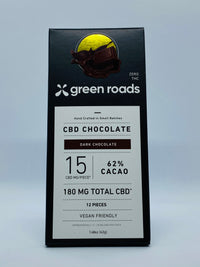 ZERO
THC
green roads
Hand Crafted in Small Batches
CBD CHOCOLATE
DARK CHOCOLATE
15
CBD MG/PIECE*
62%
CACAO
180 MG TOTAL CBD*
12 PIECES
VEGAN FRIENDLY